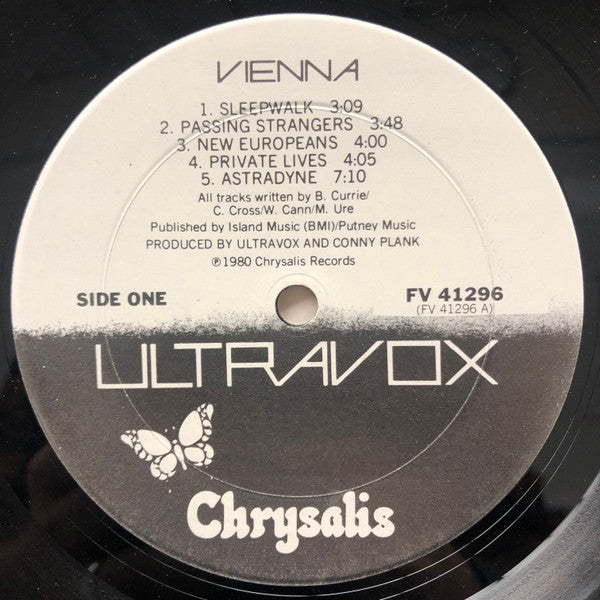 VIENNA
1. SLEEPWALK 3:09
2. PASSING STRANGERS 3:48
3. NEW EUROPEANS 4:00
4. PRIVATE LIVES 4:05
5. ASTRADYNE 7:10
All tracks written by B. Currie/
C. Cross/W. Cann/M. Ure
Published by Island Music (BMI)/Putney Music
PRODUCED BY ULTRAVOX AND CONNY PLANK
℗1980 Chrysalis Records
SIDE ONE
FV 41296
(FV 41296 A)
ULTRAVOX
Chrysalis